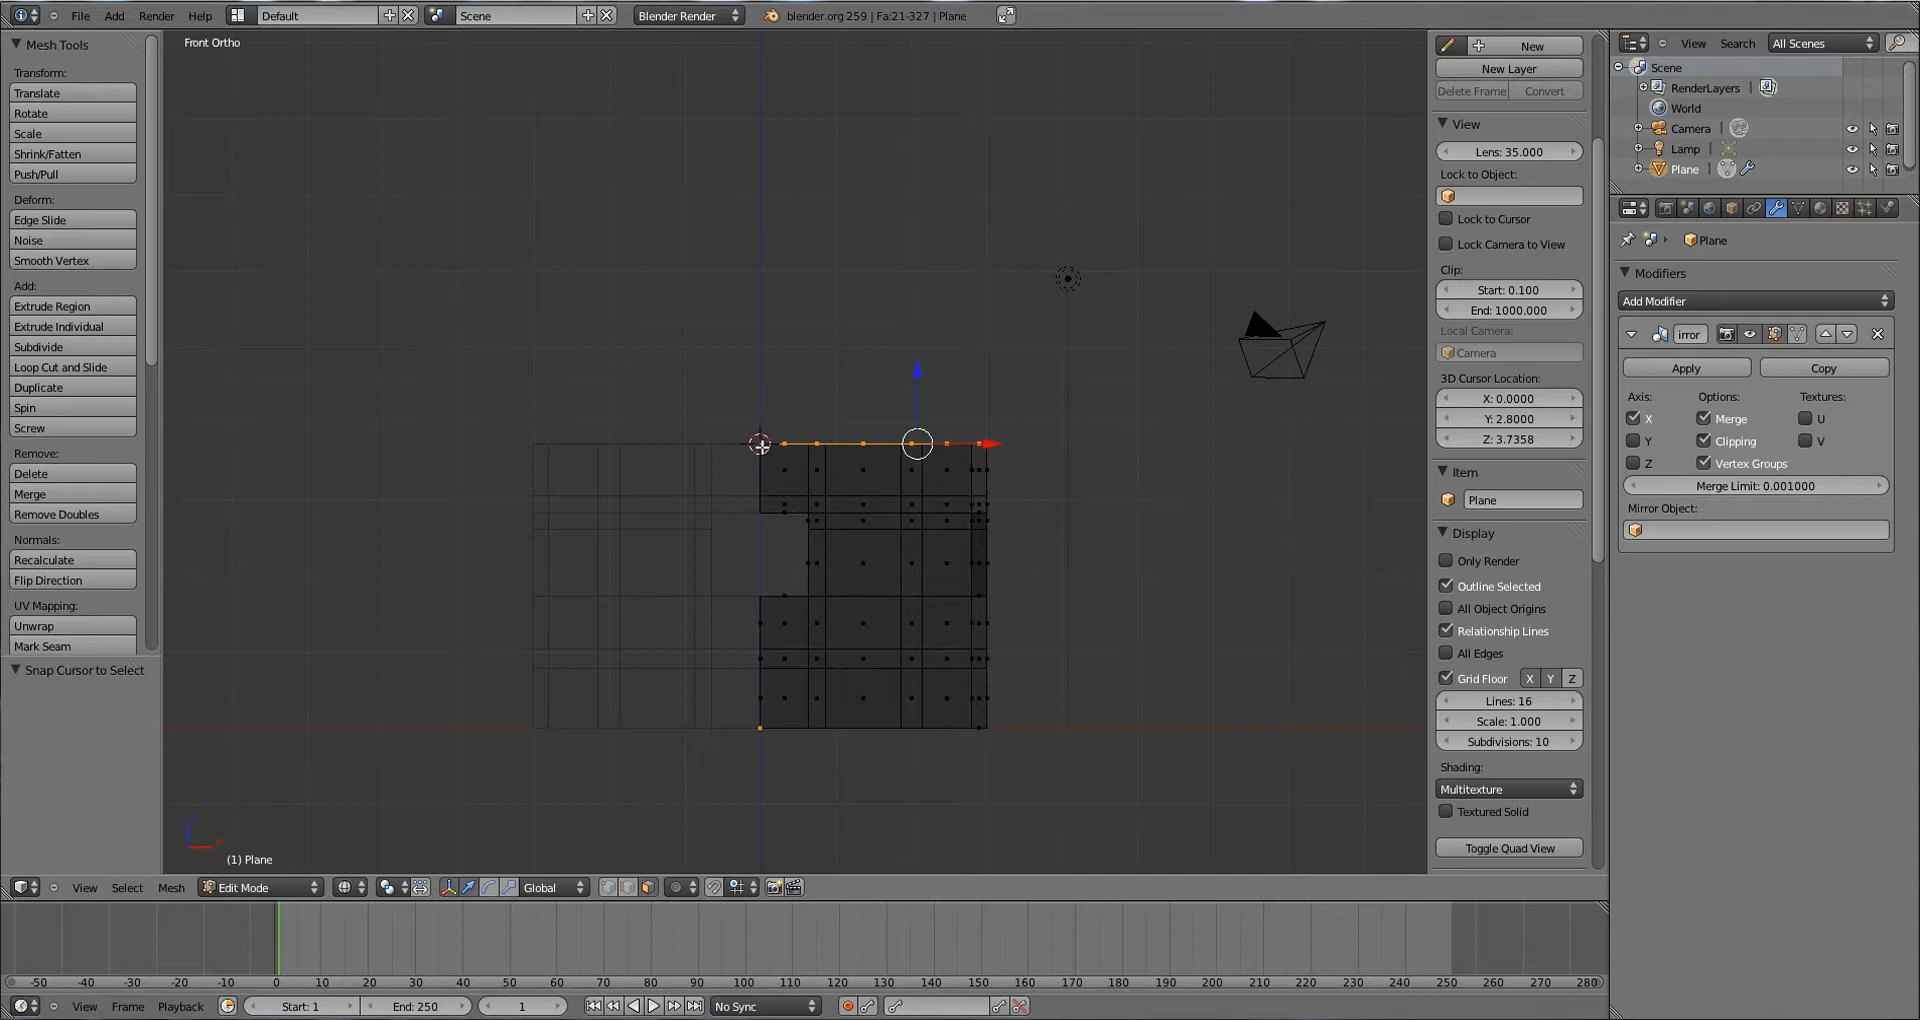 File Add Render Help Default Scene Blender Render blender.org 259 | Fa:21-327 | Plane
Front Ortho
Mesh Tools
Transform:
Translate
Rotate
Scale
Shrink/Fatten
Push/Pull
Deform:
Edge Slide
Noise
Smooth Vertex
Add:
Extrude Region
Extrude Individual
Subdivide
Loop Cut and Slide
Duplicate
Spin
Screw
Remove:
Delete
Merge
Remove Doubles
Normals:
Recalculate
Flip Direction
UV Mapping:
Unwrap
Mark Seam
Snap Cursor to Select
(1) Plane
New
New Layer
Delete Frame Convert
View
Lens: 35.000
Lock to Object:
Lock to Cursor
Lock Camera to View
Clip:
Start: 0.100
End: 1000.000
Local Camera:
Camera
3D Cursor Location:
X: 0.0000
Y: 2.8000
Z: 3.7358
Item
Plane
Display
Only Render
Outline Selected
All Object Origins
Relationship Lines
All Edges
Grid Floor X Y Z
Lines: 16
Scale: 1.000
Subdivisions: 10
Shading:
Multitexture
Textured Solid
Toggle Quad View
View Search All Scenes
Scene
RenderLayers |
World
Camera |
Lamp |
Plane |
Plane
Modifiers
Add Modifier
irror
Apply Copy
Axis: Options: Textures:
X Merge U
Y Clipping V
Z Vertex Groups
Merge Limit: 0.001000
Mirror Object:
View Select Mesh Edit Mode Global
-50 -40 -30 -20 -10 0 10 20 30 40 50 60 70 80 90 100 110 120 130 140 150 160 170 180 190 200 210 220 230 240 250 260 270 280
View Frame Playback Start: 1 End: 250 1 No Sync